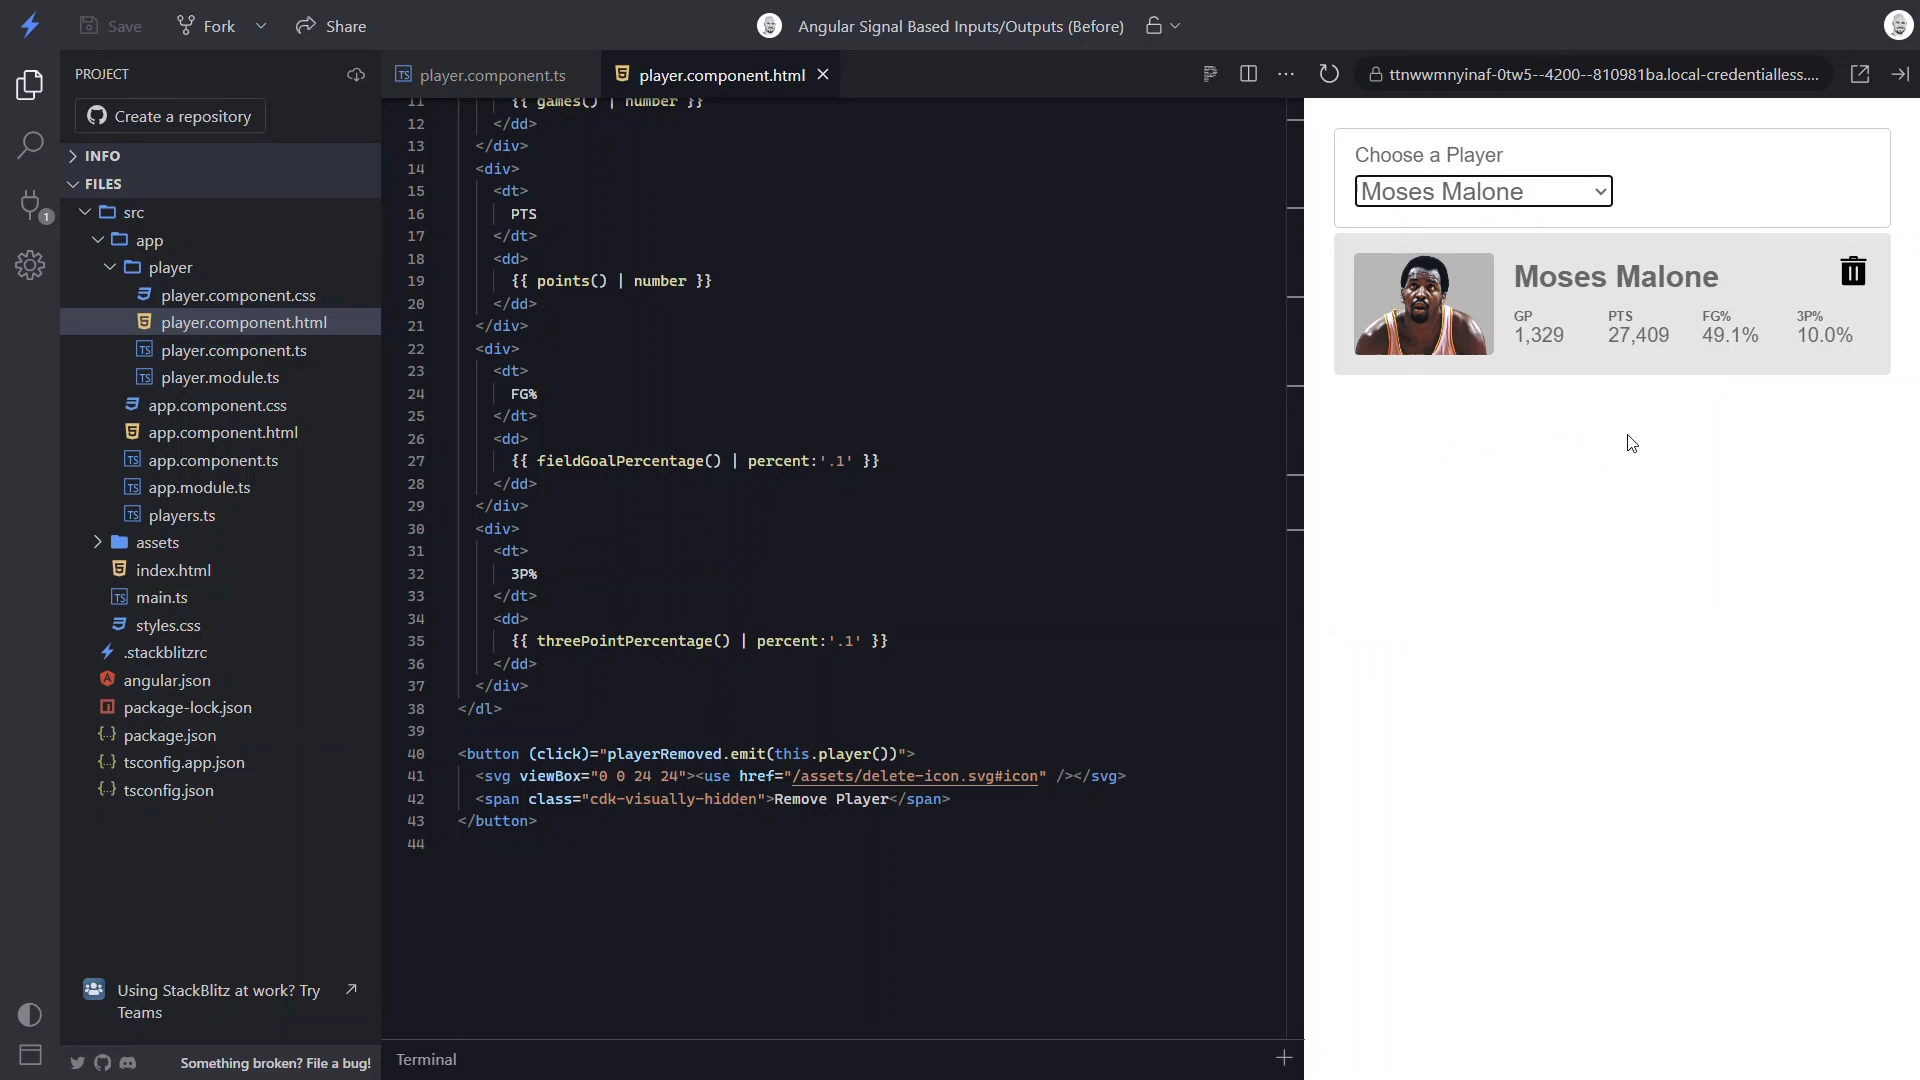 Save
Fork
Share
Angular Signal Based Inputs/Outputs (Before)
PROJECT
Create a repository
INFO
FILES
src
app
player
player.component.css
player.component.html
player.component.ts
player.module.ts
app.component.css
app.component.html
app.component.ts
app.module.ts
players.ts
assets
index.html
main.ts
styles.css
.stackblitzrc
angular.json
package-lock.json
package.json
tsconfig.app.json
tsconfig.json
1
Using StackBlitz at work? Try
Teams
Something broken? File a bug!
player.component.ts
player.component.html
11 {{ games() | number }}
12 </dd>
13 </div>
14 <div>
15 <dt>
16 PTS
17 </dt>
18 <dd>
19 {{ points() | number }}
20 </dd>
21 </div>
22 <div>
23 <dt>
24 FG%
25 </dt>
26 <dd>
27 {{ fieldGoalPercentage() | percent:'.1' }}
28 </dd>
29 </div>
30 <div>
31 <dt>
32 3P%
33 </dt>
34 <dd>
35 {{ threePointPercentage() | percent:'.1' }}
36 </dd>
37 </div>
38 </dl>
39
40 <button (click)="playerRemoved.emit(this.player())">
41 <svg viewBox="0 0 24 24"><use href="/assets/delete-icon.svg#icon" /></svg>
42 <span class="cdk-visually-hidden">Remove Player</span>
43 </button>
44
Terminal
ttnwwmnyinaf-0tw5--4200--810981ba.local-credentialless....
Choose a Player
Moses Malone
Moses Malone
GP PTS FG% 3P%
1,329 27,409 49.1% 10.0%